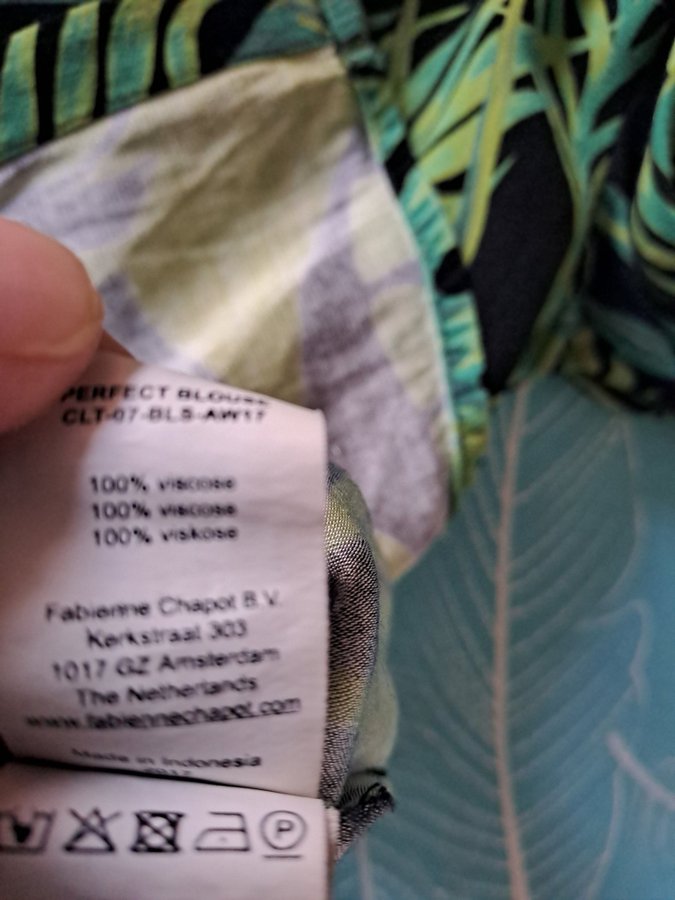 PERFECT BLOUSE
CLT-07-BLS-AW17
100% viscose
100% viscose
100% viskose
Fabienne Chapot B.V.
Kerkstraat 303
1017 GZ Amsterdam
The Netherlands
www.fabiennechapot.com
Made in Indonesia
P